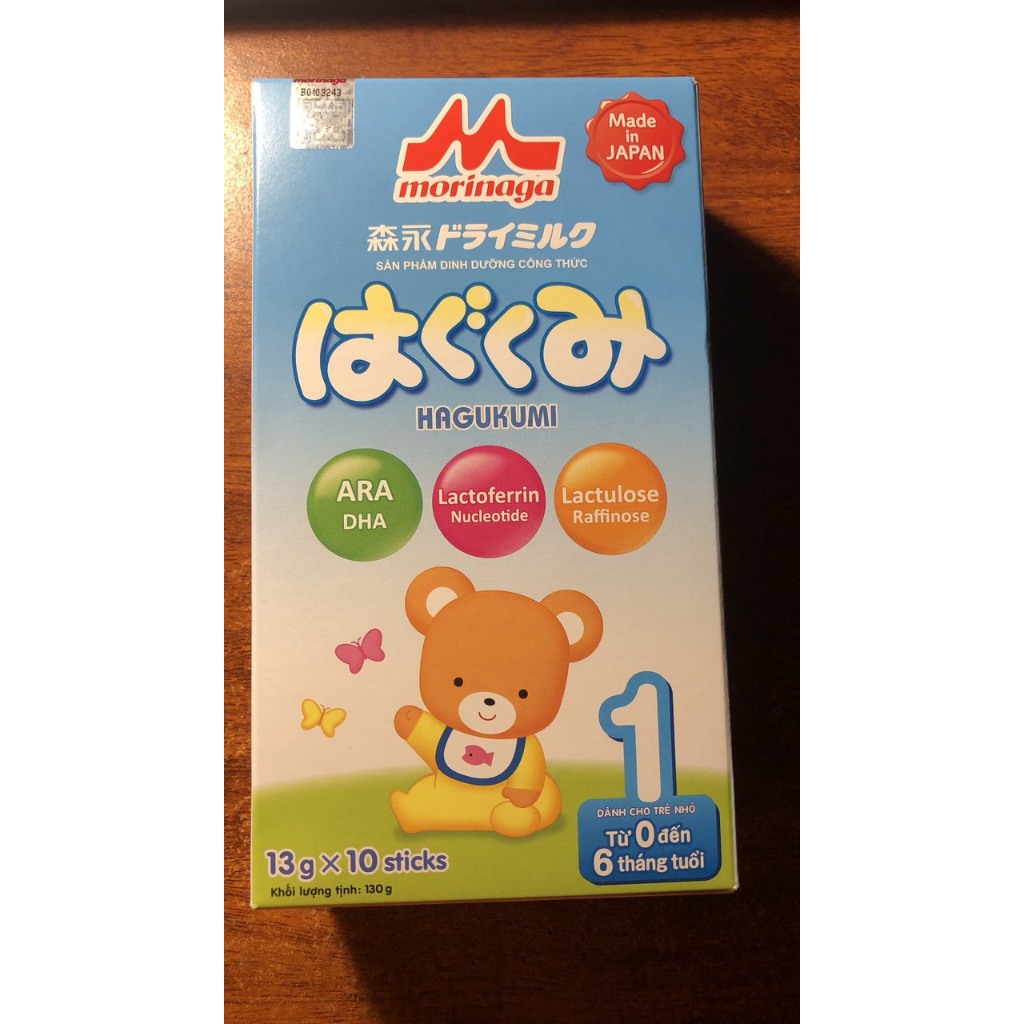 morinaga
B0103243
morinaga
Made
in
JAPAN
森永ドライミルク
SẢN PHẨM DINH DƯỠNG CÔNG THỨC
はぐくみ
HAGUKUMI
ARA
DHA
Lactoferrin
Nucleotide
Lactulose
Raffinose
1
DÀNH CHO TRẺ NHỎ
Từ 0 đến
6 tháng tuổi
13 g × 10 sticks
Khối lượng tịnh: 130 g